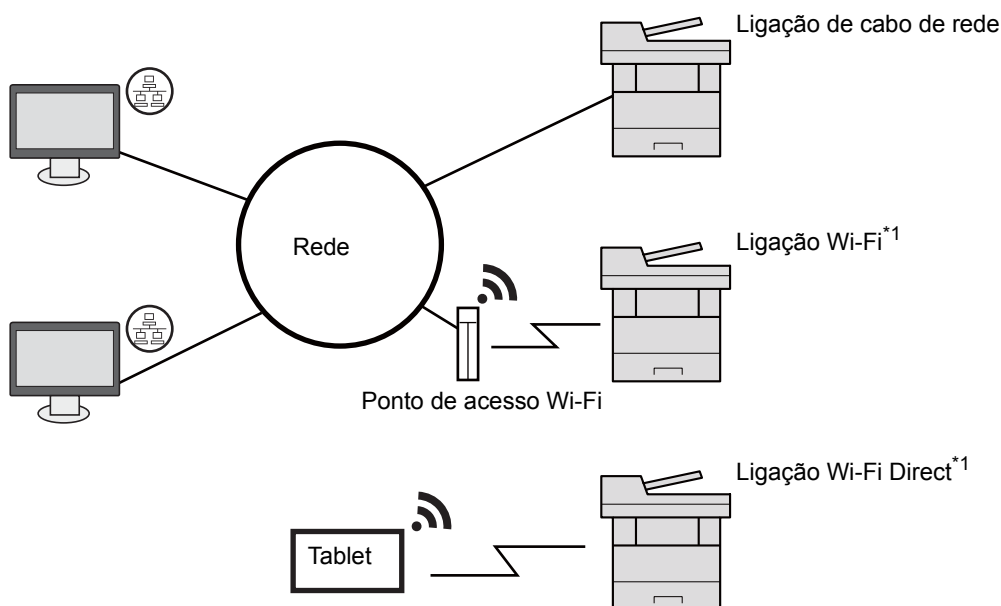 Ligação de cabo de rede
Rede
Ligação Wi-Fi*1
Ponto de acesso Wi-Fi
Ligação Wi-Fi Direct*1
Tablet